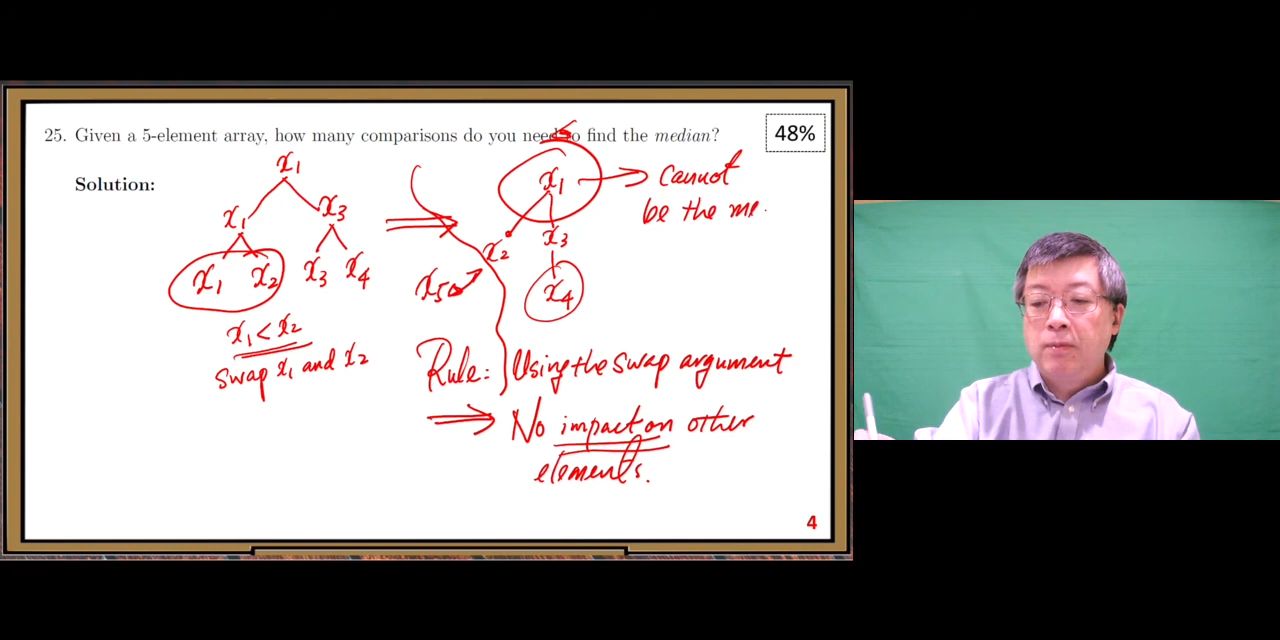 25. Given a 5-element array, how many comparisons do you need to find the median?
48%
Solution:
x1
x1 x3
x1 x2 x3 x4
x1 < x2
swap x1 and x2
x1
cannot
be the me.
x2 x3
x5
x4
Rule: Using the swap argument
⇒ No impact on other
elements.
4